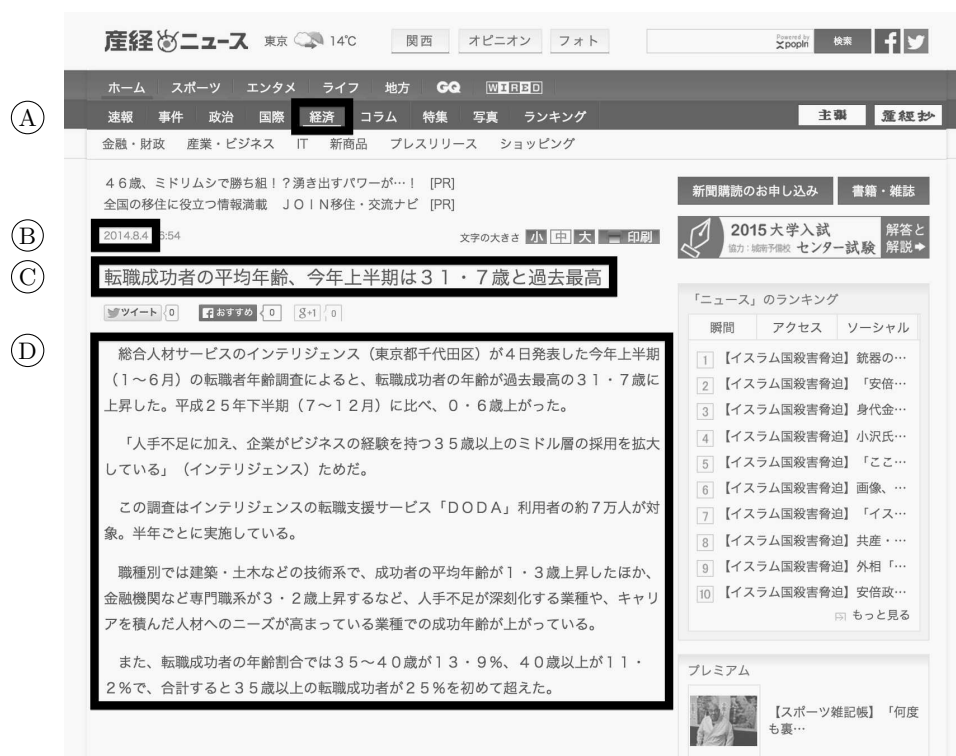 産経ニュース 東京 14℃ 関西 オピニオン フォト Powered by popIn 検索
ホーム スポーツ エンタメ ライフ 地方 GQ WIRED
Ⓐ 速報 事件 政治 国際 経済 コラム 特集 写真 ランキング 主張 産経抄
金融・財政 産業・ビジネス IT 新商品 プレスリリース ショッピング
46歳、ミドリムシで勝ち組!?湧き出すパワーが…! [PR]
全国の移住に役立つ情報満載 JOIN移住・交流ナビ [PR]
Ⓑ 2014.8.4 6:54 文字の大きさ 小 中 大 印刷
Ⓒ 転職成功者の平均年齢、今年上半期は31・7歳と過去最高
ツイート 0 おすすめ 0 g+1 0
Ⓓ 総合人材サービスのインテリジェンス(東京都千代田区)が4日発表した今年上半期
(1~6月)の転職者年齢調査によると、転職成功者の年齢が過去最高の31・7歳に
上昇した。平成25年下半期(7~12月)に比べ、0・6歳上がった。
「人手不足に加え、企業がビジネスの経験を持つ35歳以上のミドル層の採用を拡大
している」(インテリジェンス)ためだ。
この調査はインテリジェンスの転職支援サービス「DODA」利用者の約7万人が対
象。半年ごとに実施している。
職種別では建築・土木などの技術系で、成功者の平均年齢が1・3歳上昇したほか、
金融機関など専門職系が3・2歳上昇するなど、人手不足が深刻化する業種や、キャリ
アを積んだ人材へのニーズが高まっている業種での成功年齢が上がっている。
また、転職成功者の年齢割合では35~40歳が13・9%、40歳以上が11・
2%で、合計すると35歳以上の転職成功者が25%を初めて超えた。
新聞購読のお申し込み 書籍・雑誌
2015大学入試 解答と
協力:城南予備校 センター試験 解説
「ニュース」のランキング
瞬間 アクセス ソーシャル
1 【イスラム国殺害脅迫】銃器の…
2 【イスラム国殺害脅迫】「安倍…
3 【イスラム国殺害脅迫】身代金…
4 【イスラム国殺害脅迫】小沢氏…
5 【イスラム国殺害脅迫】「ここ…
6 【イスラム国殺害脅迫】画像、…
7 【イスラム国殺害脅迫】「イス…
8 【イスラム国殺害脅迫】共産・…
9 【イスラム国殺害脅迫】外相「…
10 【イスラム国殺害脅迫】安倍政…
もっと見る
プレミアム
【スポーツ雑記帳】「何度
も裏…